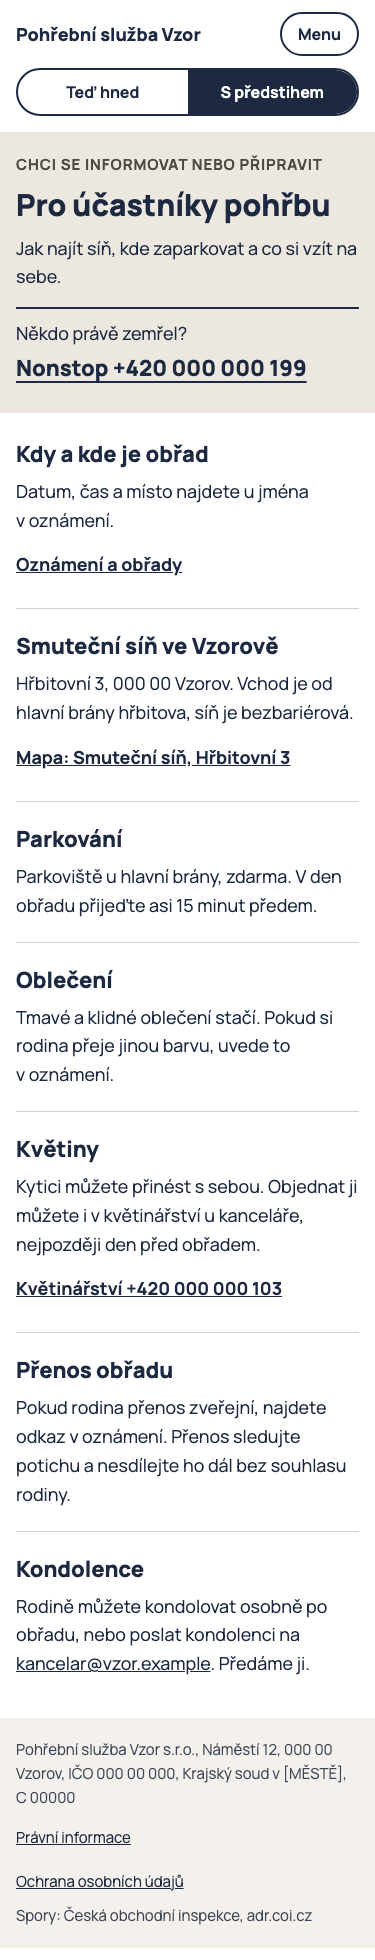 Pohřební služba Vzor
Menu
Teď hned
S předstihem
CHCI SE INFORMOVAT NEBO PŘIPRAVIT
Pro účastníky pohřbu
Jak najít síň, kde zaparkovat a co si vzít na
sebe.
Někdo právě zemřel?
Nonstop +420 000 000 199
Kdy a kde je obřad
Datum, čas a místo najdete u jména
v oznámení.
Oznámení a obřady
Smuteční síň ve Vzorově
Hřbitovní 3, 000 00 Vzorov. Vchod je od
hlavní brány hřbitova, síň je bezbariérová.
Mapa: Smuteční síň, Hřbitovní 3
Parkování
Parkoviště u hlavní brány, zdarma. V den
obřadu přijeďte asi 15 minut předem.
Oblečení
Tmavé a klidné oblečení stačí. Pokud si
rodina přeje jinou barvu, uvede to
v oznámení.
Květiny
Kytici můžete přinést s sebou. Objednat ji
můžete i v květinářství u kanceláře,
nejpozději den před obřadem.
Květinářství +420 000 000 103
Přenos obřadu
Pokud rodina přenos zveřejní, najdete
odkaz v oznámení. Přenos sledujte
potichu a nesdílejte ho dál bez souhlasu
rodiny.
Kondolence
Rodině můžete kondolovat osobně po
obřadu, nebo poslat kondolenci na
kancelar@vzor.example. Předáme ji.
Pohřební služba Vzor s.r.o., Náměstí 12, 000 00
Vzorov, IČO 000 00 000, Krajský soud v [MĚSTĚ],
C 00000
Právní informace
Ochrana osobních údajů
Spory: Česká obchodní inspekce, adr.coi.cz